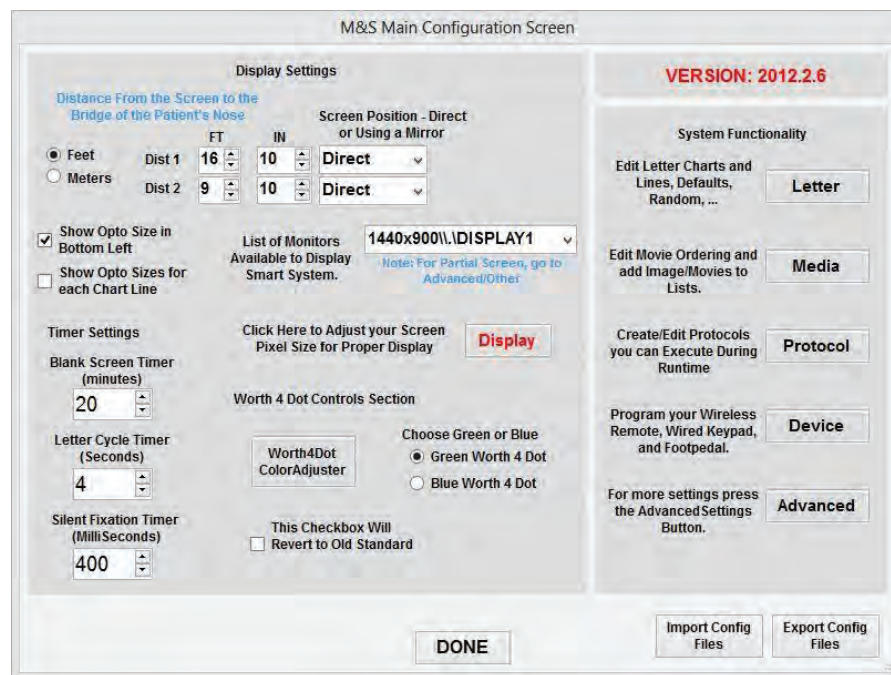 M&S Main Configuration Screen
Display Settings
Distance From the Screen to the
Bridge of the Patient's Nose
Screen Position - Direct
or Using a Mirror
FT IN
Feet
Meters
Dist 1 16 10 Direct
Dist 2 9 10 Direct
Show Opto Size in
Bottom Left
Show Opto Sizes for
each Chart Line
List of Monitors
Available to Display
Smart System.
1440x900\\.\DISPLAY1
Note: For Partial Screen, go to
Advanced/Other
Timer Settings
Blank Screen Timer
(minutes)
20
Letter Cycle Timer
(Seconds)
4
Silent Fixation Timer
(MilliSeconds)
400
Click Here to Adjust your Screen
Pixel Size for Proper Display
Display
Worth 4 Dot Controls Section
Worth4Dot
ColorAdjuster
Choose Green or Blue
Green Worth 4 Dot
Blue Worth 4 Dot
This Checkbox Will
Revert to Old Standard
VERSION: 2012.2.6
System Functionality
Edit Letter Charts and
Lines, Defaults,
Random, ...
Letter
Edit Movie Ordering and
add Image/Movies to
Lists.
Media
Create/Edit Protocols
you can Execute During
Runtime
Protocol
Program your Wireless
Remote, Wired Keypad,
and Footpedal.
Device
For more settings press
the Advanced Settings
Button.
Advanced
DONE
Import Config
Files
Export Config
Files